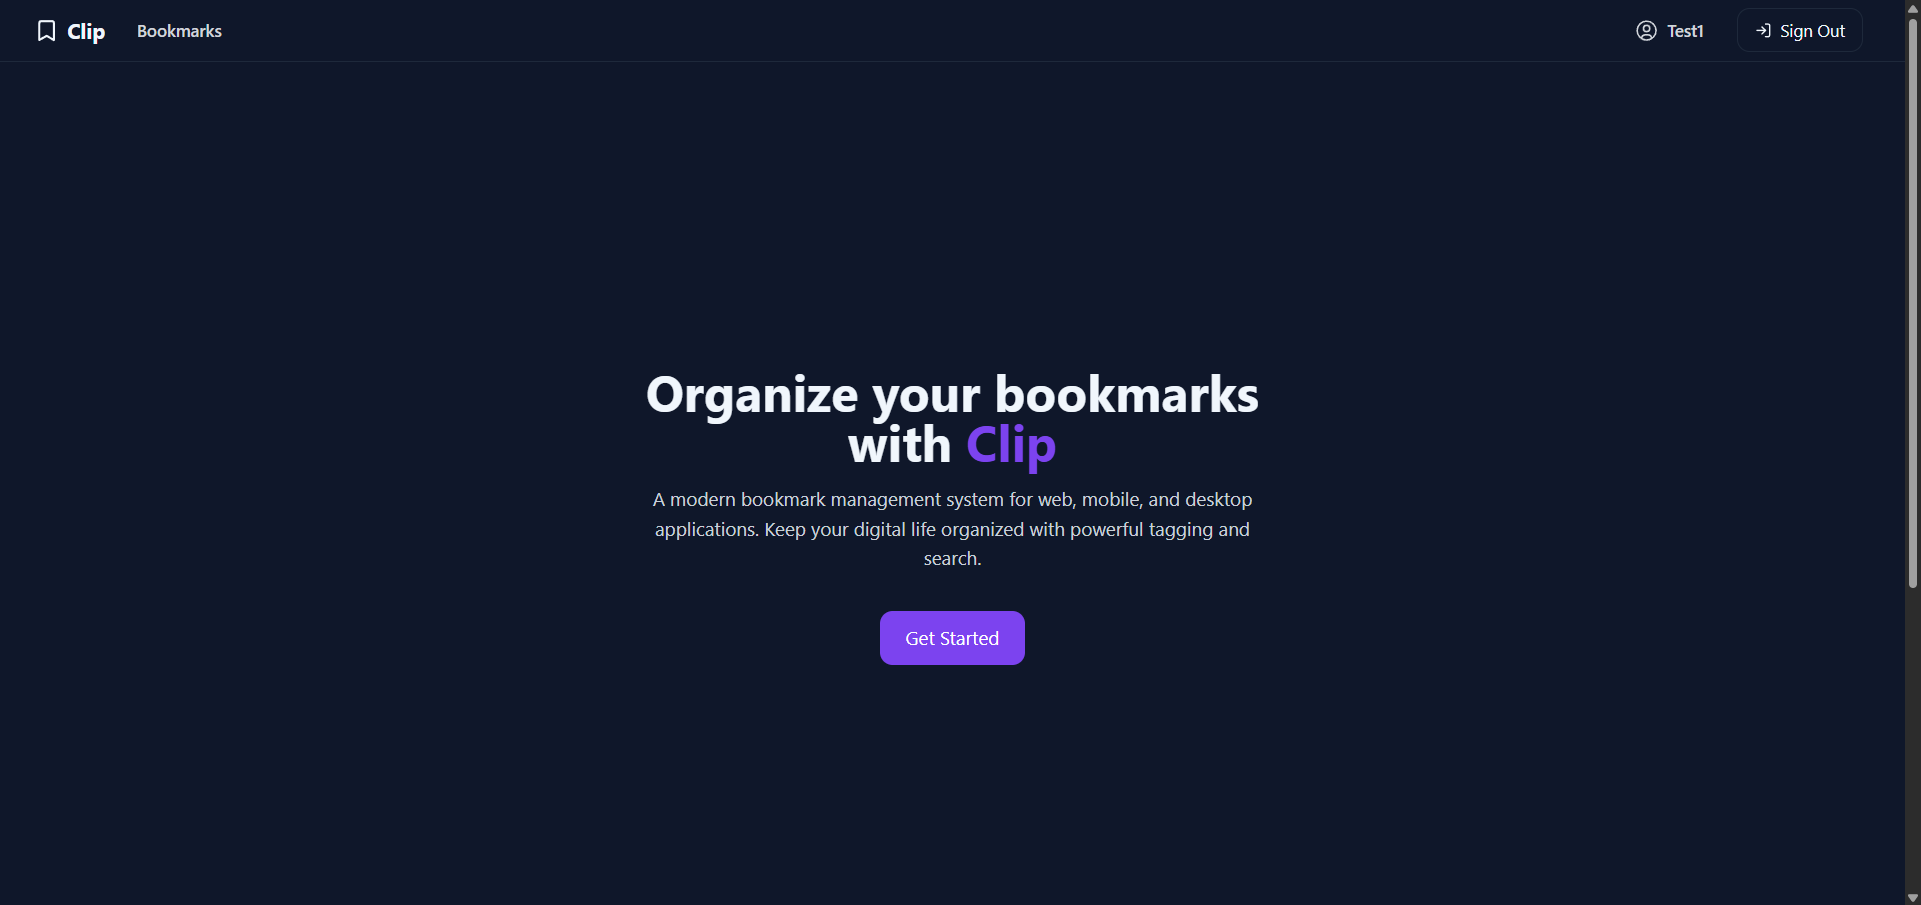 Clip
Bookmarks
Test1
Sign Out
Organize your bookmarks
with Clip
A modern bookmark management system for web, mobile, and desktop
applications. Keep your digital life organized with powerful tagging and
search.
Get Started